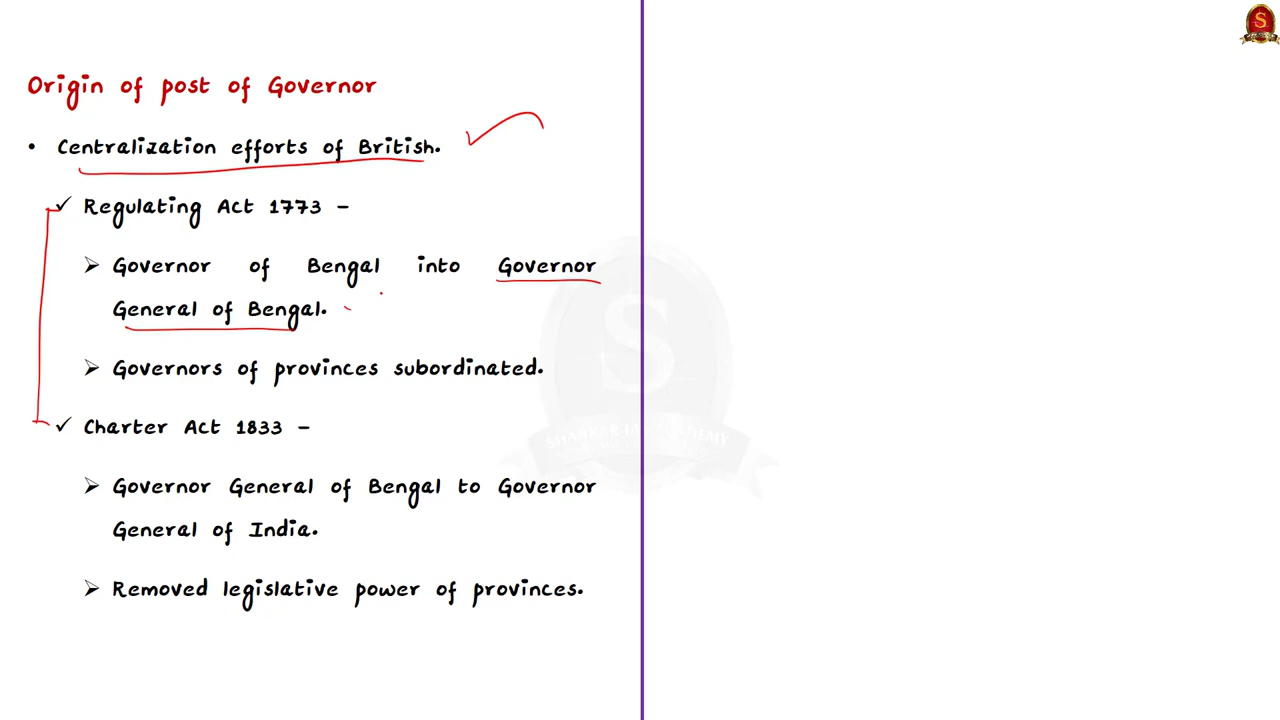 Origin of post of Governor
• Centralization efforts of British.
✓ Regulating Act 1773 -
➢ Governor of Bengal into Governor
General of Bengal.
➢ Governors of provinces subordinated.
✓ Charter Act 1833 -
➢ Governor General of Bengal to Governor
General of India.
➢ Removed legislative power of provinces.
S
S